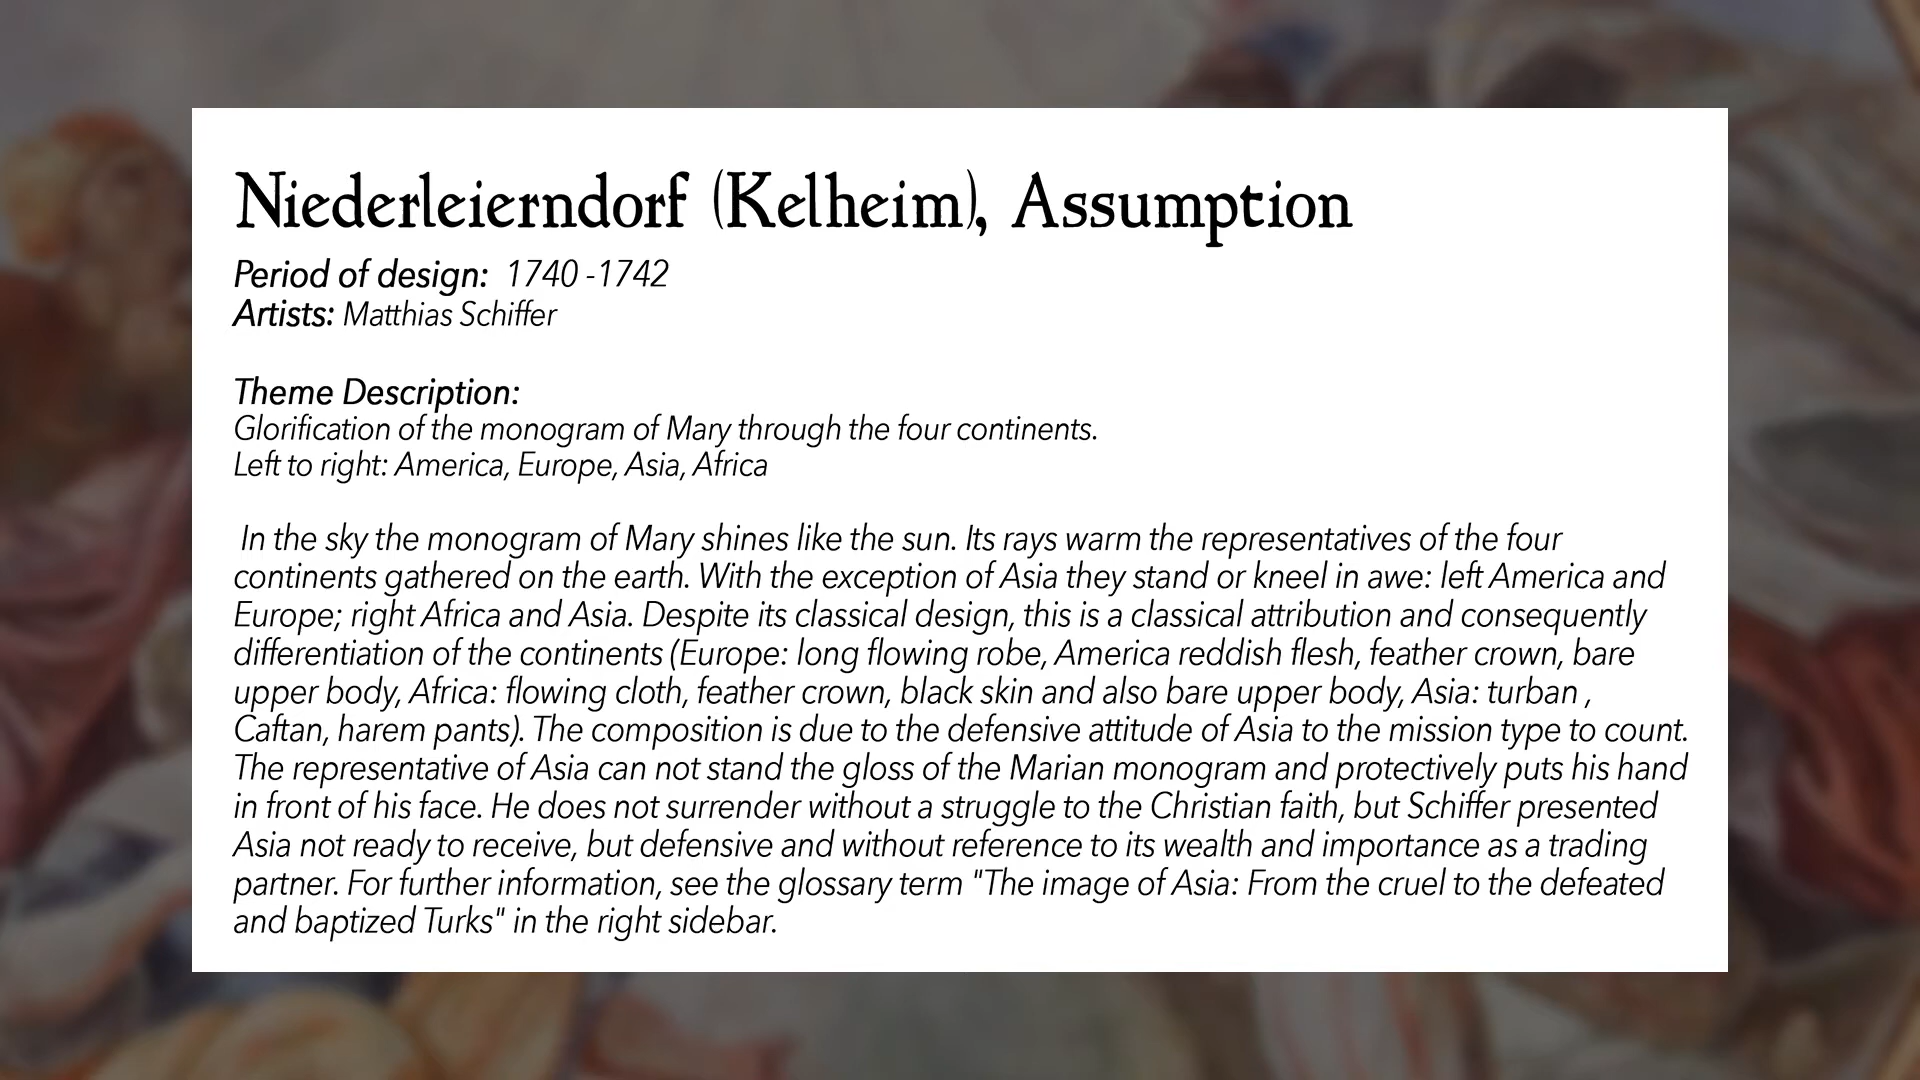 Niederleierndorf (Kelheim), Assumption
Period of design: 1740 -1742
Artists: Matthias Schiffer
Theme Description:
Glorification of the monogram of Mary through the four continents.
Left to right: America, Europe, Asia, Africa
In the sky the monogram of Mary shines like the sun. Its rays warm the representatives of the four
continents gathered on the earth. With the exception of Asia they stand or kneel in awe: left America and
Europe; right Africa and Asia. Despite its classical design, this is a classical attribution and consequently
differentiation of the continents (Europe: long flowing robe, America reddish flesh, feather crown, bare
upper body, Africa: flowing cloth, feather crown, black skin and also bare upper body, Asia: turban ,
Caftan, harem pants). The composition is due to the defensive attitude of Asia to the mission type to count.
The representative of Asia can not stand the gloss of the Marian monogram and protectively puts his hand
in front of his face. He does not surrender without a struggle to the Christian faith, but Schiffer presented
Asia not ready to receive, but defensive and without reference to its wealth and importance as a trading
partner. For further information, see the glossary term "The image of Asia: From the cruel to the defeated
and baptized Turks" in the right sidebar.